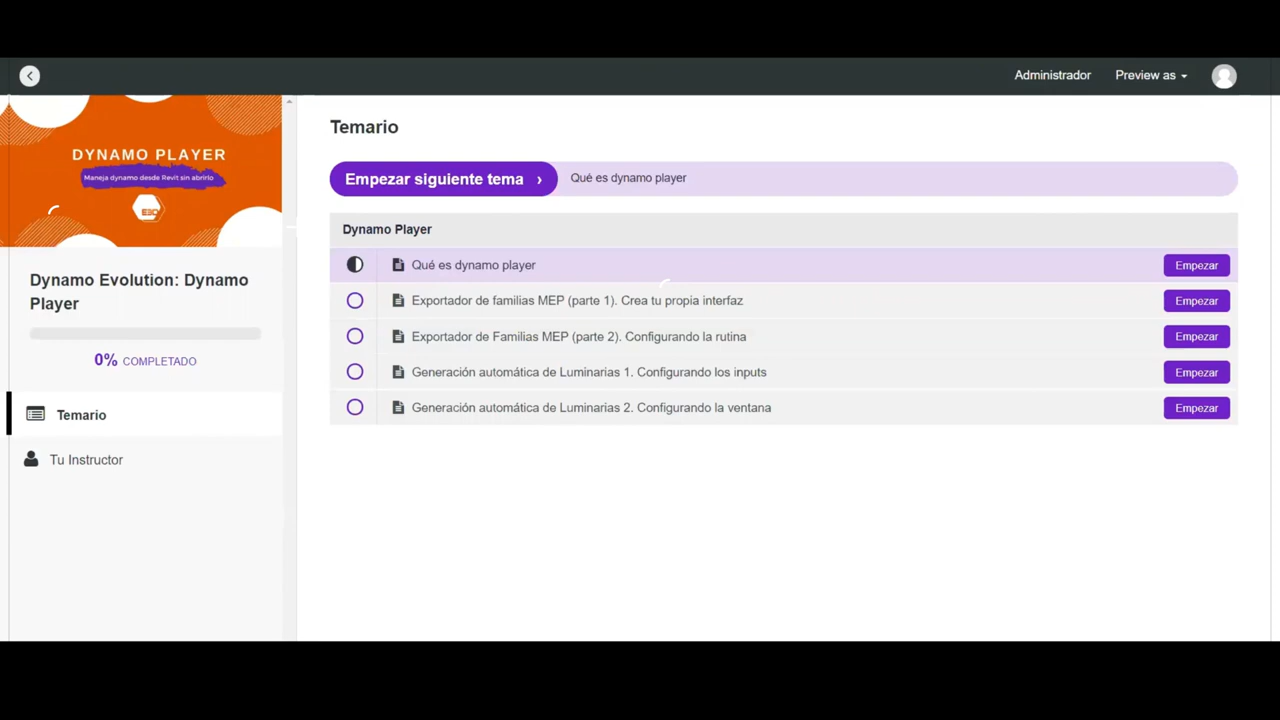 Administrador
Preview as
DYNAMO PLAYER
Maneja dynamo desde Revit sin abrirlo
Dynamo Evolution: Dynamo
Player
0% COMPLETADO
Temario
Tu Instructor
Temario
Empezar siguiente tema › Qué es dynamo player
Dynamo Player
Qué es dynamo player Empezar
Exportador de familias MEP (parte 1). Crea tu propia interfaz Empezar
Exportador de Familias MEP (parte 2). Configurando la rutina Empezar
Generación automática de Luminarias 1. Configurando los inputs Empezar
Generación automática de Luminarias 2. Configurando la ventana Empezar